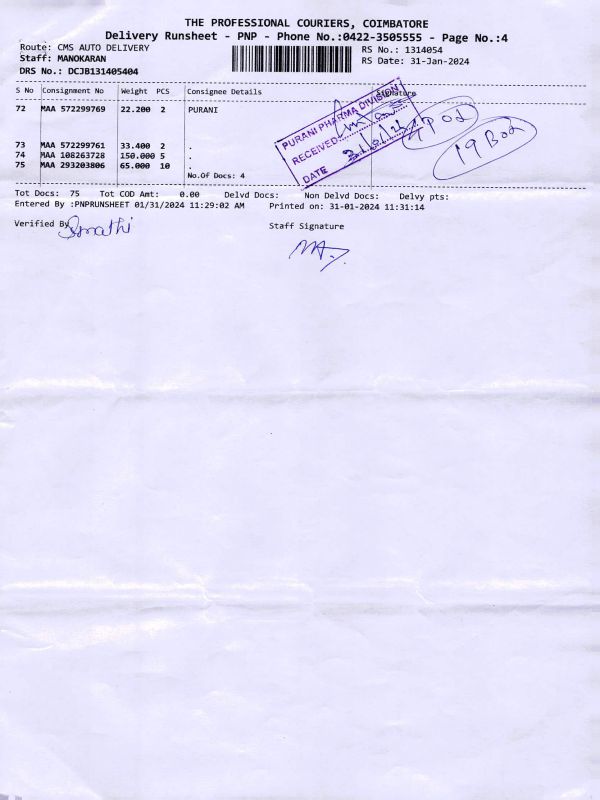 THE PROFESSIONAL COURIERS, COIMBATORE
Delivery Runsheet - PNP - Phone No.:0422-3505555 - Page No.:4
Route: CMS AUTO DELIVERY
RS No.: 1314054
Staff: MANOKARAN
RS Date: 31-Jan-2024
DRS No.: DCJB131405404
S No Consignment No Weight PCS Consignee Details Signature
72 MAA 572299769 22.200 2 PURANI
73 MAA 572299761 33.400 2 .
74 MAA 108263728 150.000 5 .
75 MAA 293203806 65.000 10 .
No.Of Docs: 4
PURANI PHARMA DIVISION
RECEIVED
DATE
19 Box
Tot Docs: 75 Tot COD Amt: 0.00 Delvd Docs: Non Delvd Docs: Delvy pts:
Entered By :PNPRUNSHEET 01/31/2024 11:29:02 AM Printed on: 31-01-2024 11:31:14
Verified By
Staff Signature